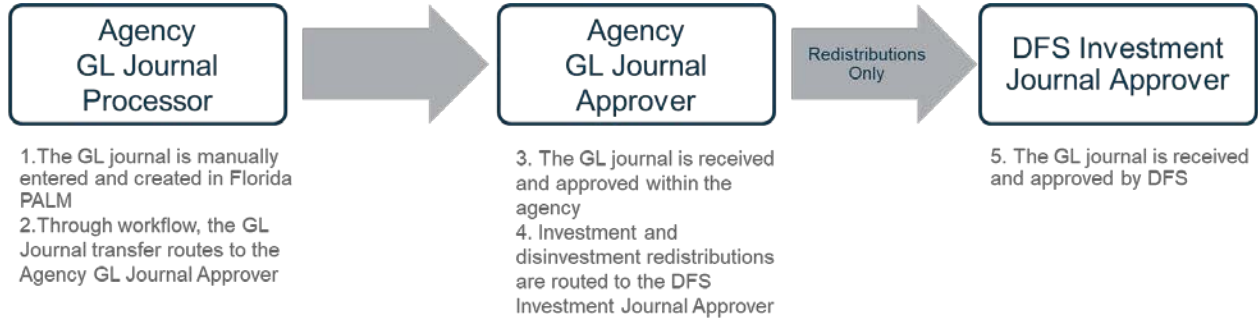 Agency
GL Journal
Processor
Agency
GL Journal
Approver
Redistributions
Only
DFS Investment
Journal Approver
1.The GL journal is manually
entered and created in Florida
PALM
2.Through workflow, the GL
Journal transfer routes to the
Agency GL Journal Approver
3. The GL journal is received
and approved within the
agency
4. Investment and
disinvestment redistributions
are routed to the DFS
Investment Journal Approver
5. The GL journal is received
and approved by DFS